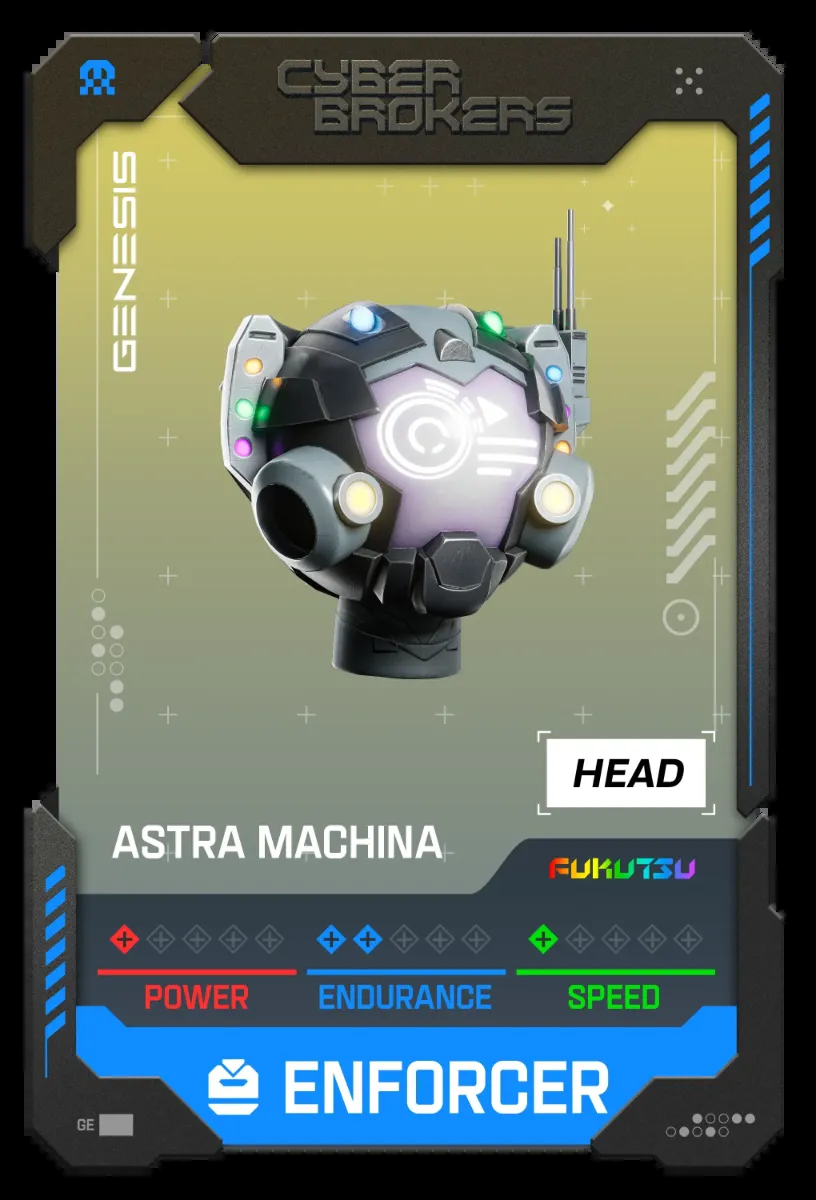 CYBER
BROKERS
GENESIS
HEAD
ASTRA MACHINA
FUKUTSU
POWER
ENDURANCE
SPEED
ENFORCER
GE